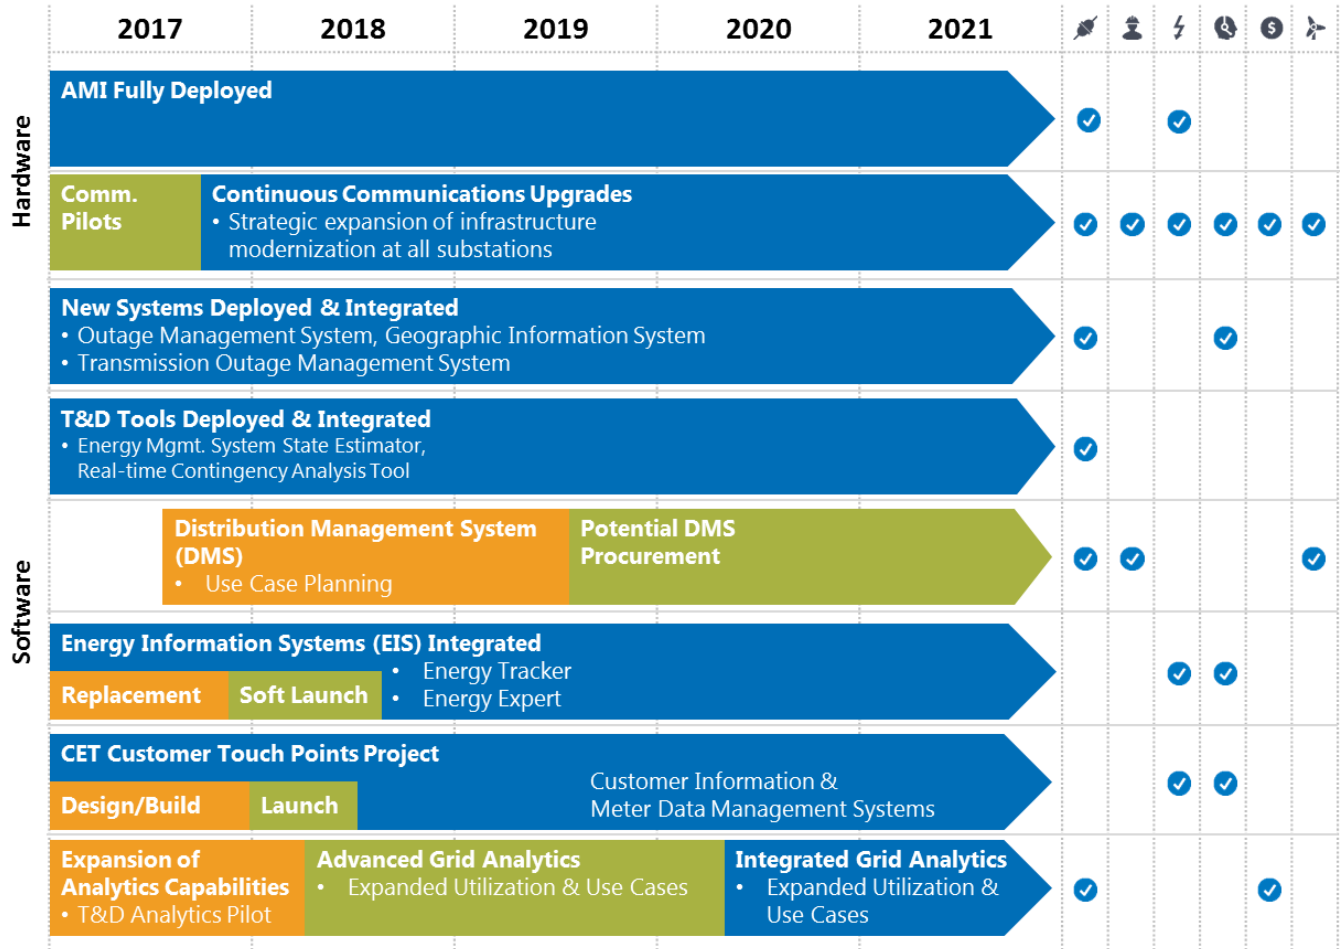 2017 2018 2019 2020 2021
Hardware
AMI Fully Deployed
Comm.
Pilots
Continuous Communications Upgrades
• Strategic expansion of infrastructure
modernization at all substations
Software
New Systems Deployed & Integrated
• Outage Management System, Geographic Information System
• Transmission Outage Management System
T&D Tools Deployed & Integrated
• Energy Mgmt. System State Estimator,
Real-time Contingency Analysis Tool
Distribution Management System
(DMS)
• Use Case Planning
Potential DMS
Procurement
Energy Information Systems (EIS) Integrated
Replacement
Soft Launch
• Energy Tracker
• Energy Expert
CET Customer Touch Points Project
Design/Build
Launch
Customer Information &
Meter Data Management Systems
Expansion of
Analytics Capabilities
• T&D Analytics Pilot
Advanced Grid Analytics
• Expanded Utilization & Use Cases
Integrated Grid Analytics
• Expanded Utilization &
Use Cases